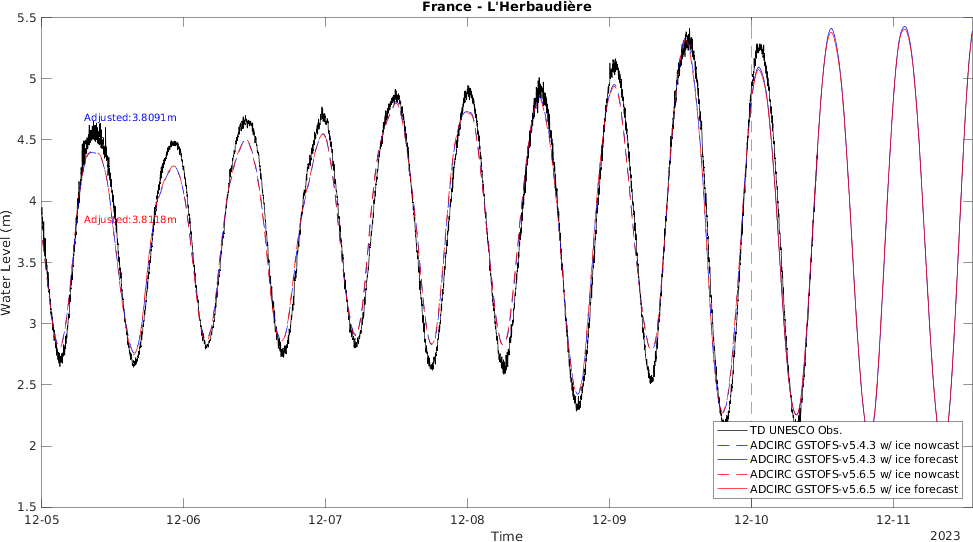 France - L'Herbaudière
5.5
5
4.5
4
3.5
3
2.5
2
1.5
Water Level (m)
Adjusted:3.8091m
Adjusted:3.8118m
TD UNESCO Obs.
ADCIRC GSTOFS-v5.4.3 w/ ice nowcast
ADCIRC GSTOFS-v5.4.3 w/ ice forecast
ADCIRC GSTOFS-v5.6.5 w/ ice nowcast
ADCIRC GSTOFS-v5.6.5 w/ ice forecast
12-05 12-06 12-07 12-08 12-09 12-10 12-11
Time
2023